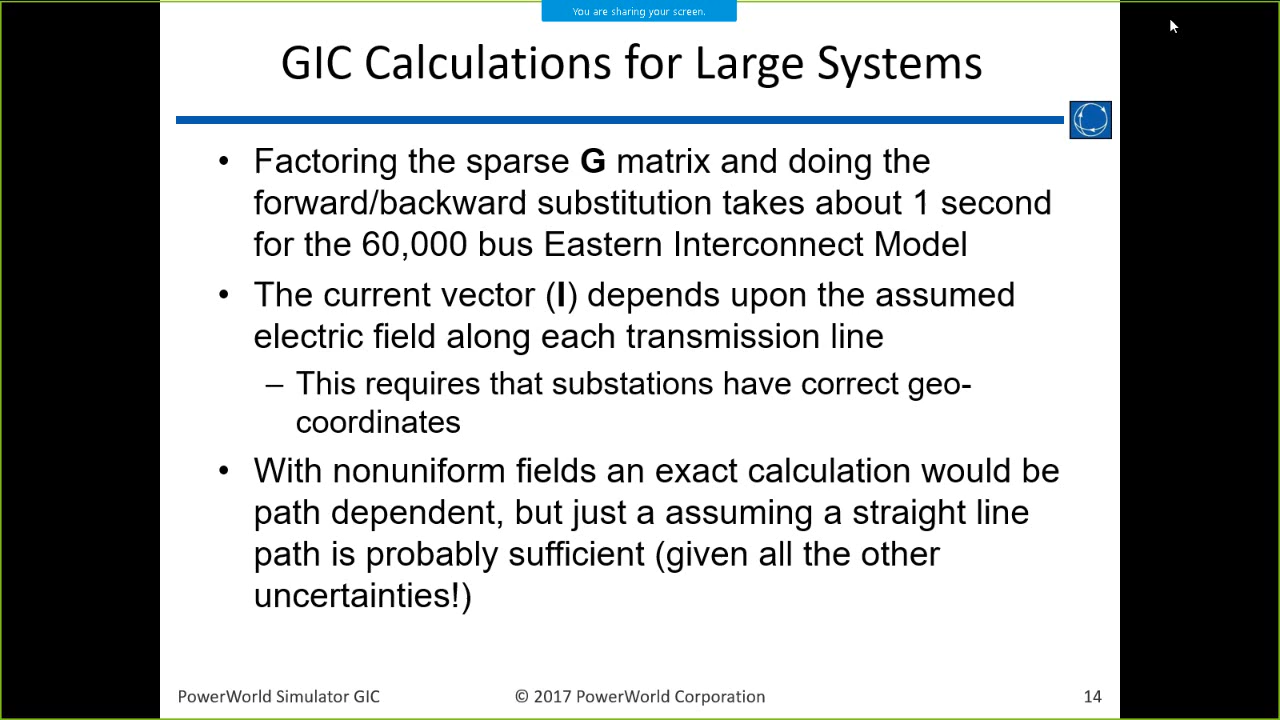 You are sharing your screen.
GIC Calculations for Large Systems
• Factoring the sparse G matrix and doing the
forward/backward substitution takes about 1 second
for the 60,000 bus Eastern Interconnect Model
• The current vector (I) depends upon the assumed
electric field along each transmission line
– This requires that substations have correct geo-
coordinates
• With nonuniform fields an exact calculation would be
path dependent, but just a assuming a straight line
path is probably sufficient (given all the other
uncertainties!)
PowerWorld Simulator GIC
© 2017 PowerWorld Corporation
14